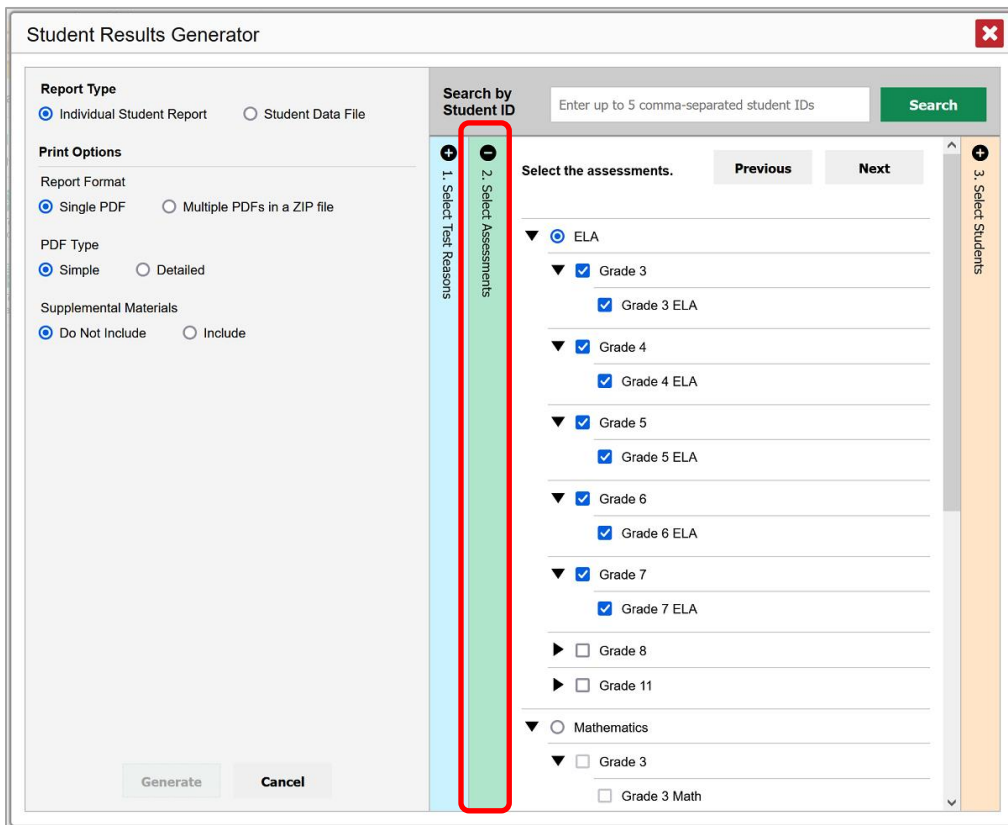 Student Results Generator
Report Type
Individual Student Report Student Data File
Print Options
Report Format
Single PDF Multiple PDFs in a ZIP file
PDF Type
Simple Detailed
Supplemental Materials
Do Not Include Include
Generate Cancel
Search by
Student ID
Enter up to 5 comma-separated student IDs
Search
1. Select Test Reasons
2. Select Assessments
Select the assessments.
Previous
Next
ELA
Grade 3
Grade 3 ELA
Grade 4
Grade 4 ELA
Grade 5
Grade 5 ELA
Grade 6
Grade 6 ELA
Grade 7
Grade 7 ELA
Grade 8
Grade 11
Mathematics
Grade 3
Grade 3 Math
3. Select Students